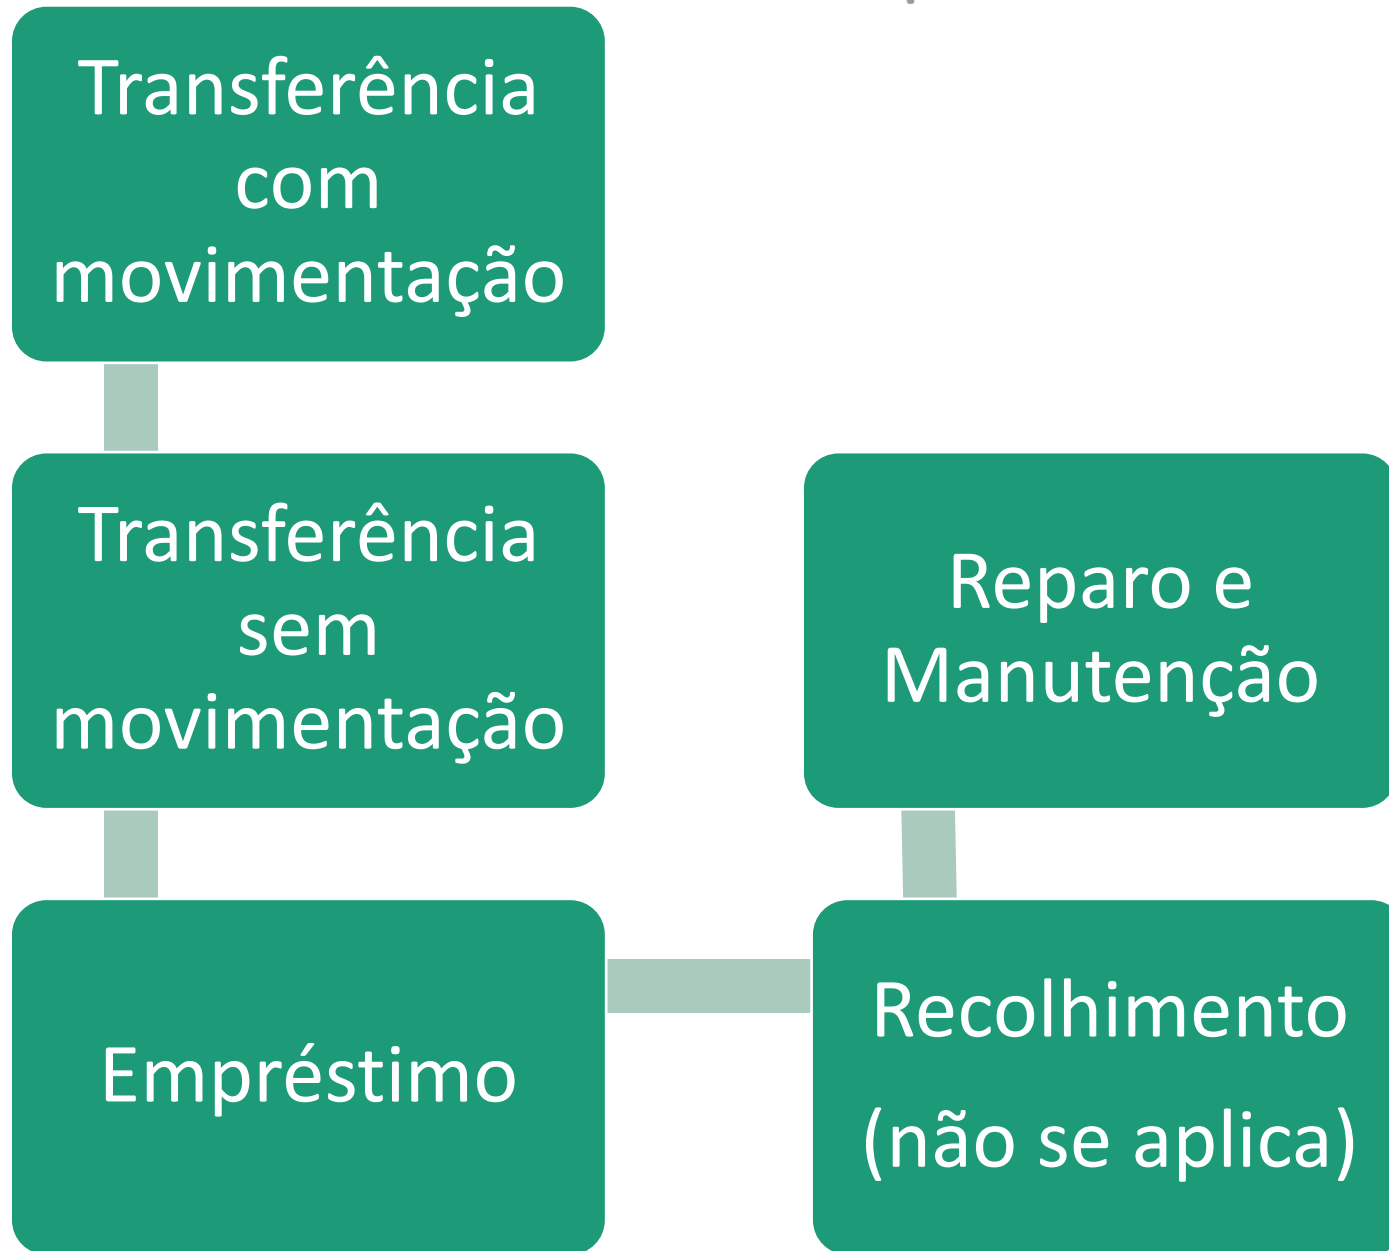 Transferência
com
movimentação
Transferência
sem
movimentação
Empréstimo
Recolhimento
(não se aplica)
Reparo e
Manutenção